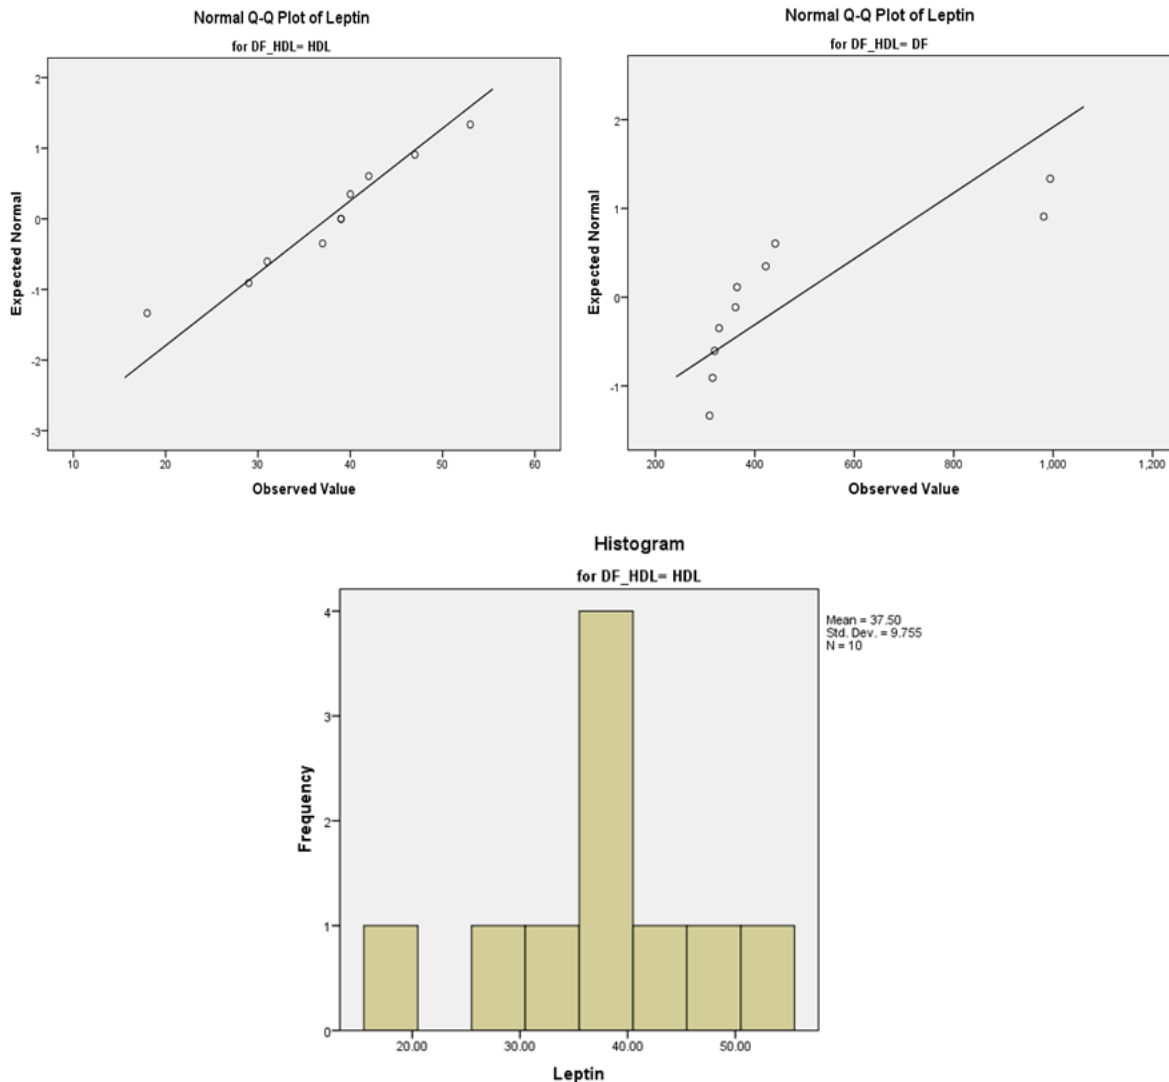 Normal Q-Q Plot of Leptin
for DF_HDL= HDL
2
1
0
-1
-2
-3
Expected Normal
10 20 30 40 50 60
Observed Value
Normal Q-Q Plot of Leptin
for DF_HDL= DF
2
1
0
-1
Expected Normal
200 400 600 800 1,000 1,200
Observed Value
Histogram
for DF_HDL= HDL
4
3
2
1
0
Frequency
20.00 30.00 40.00 50.00
Leptin
Mean = 37.50
Std. Dev. = 9.755
N = 10